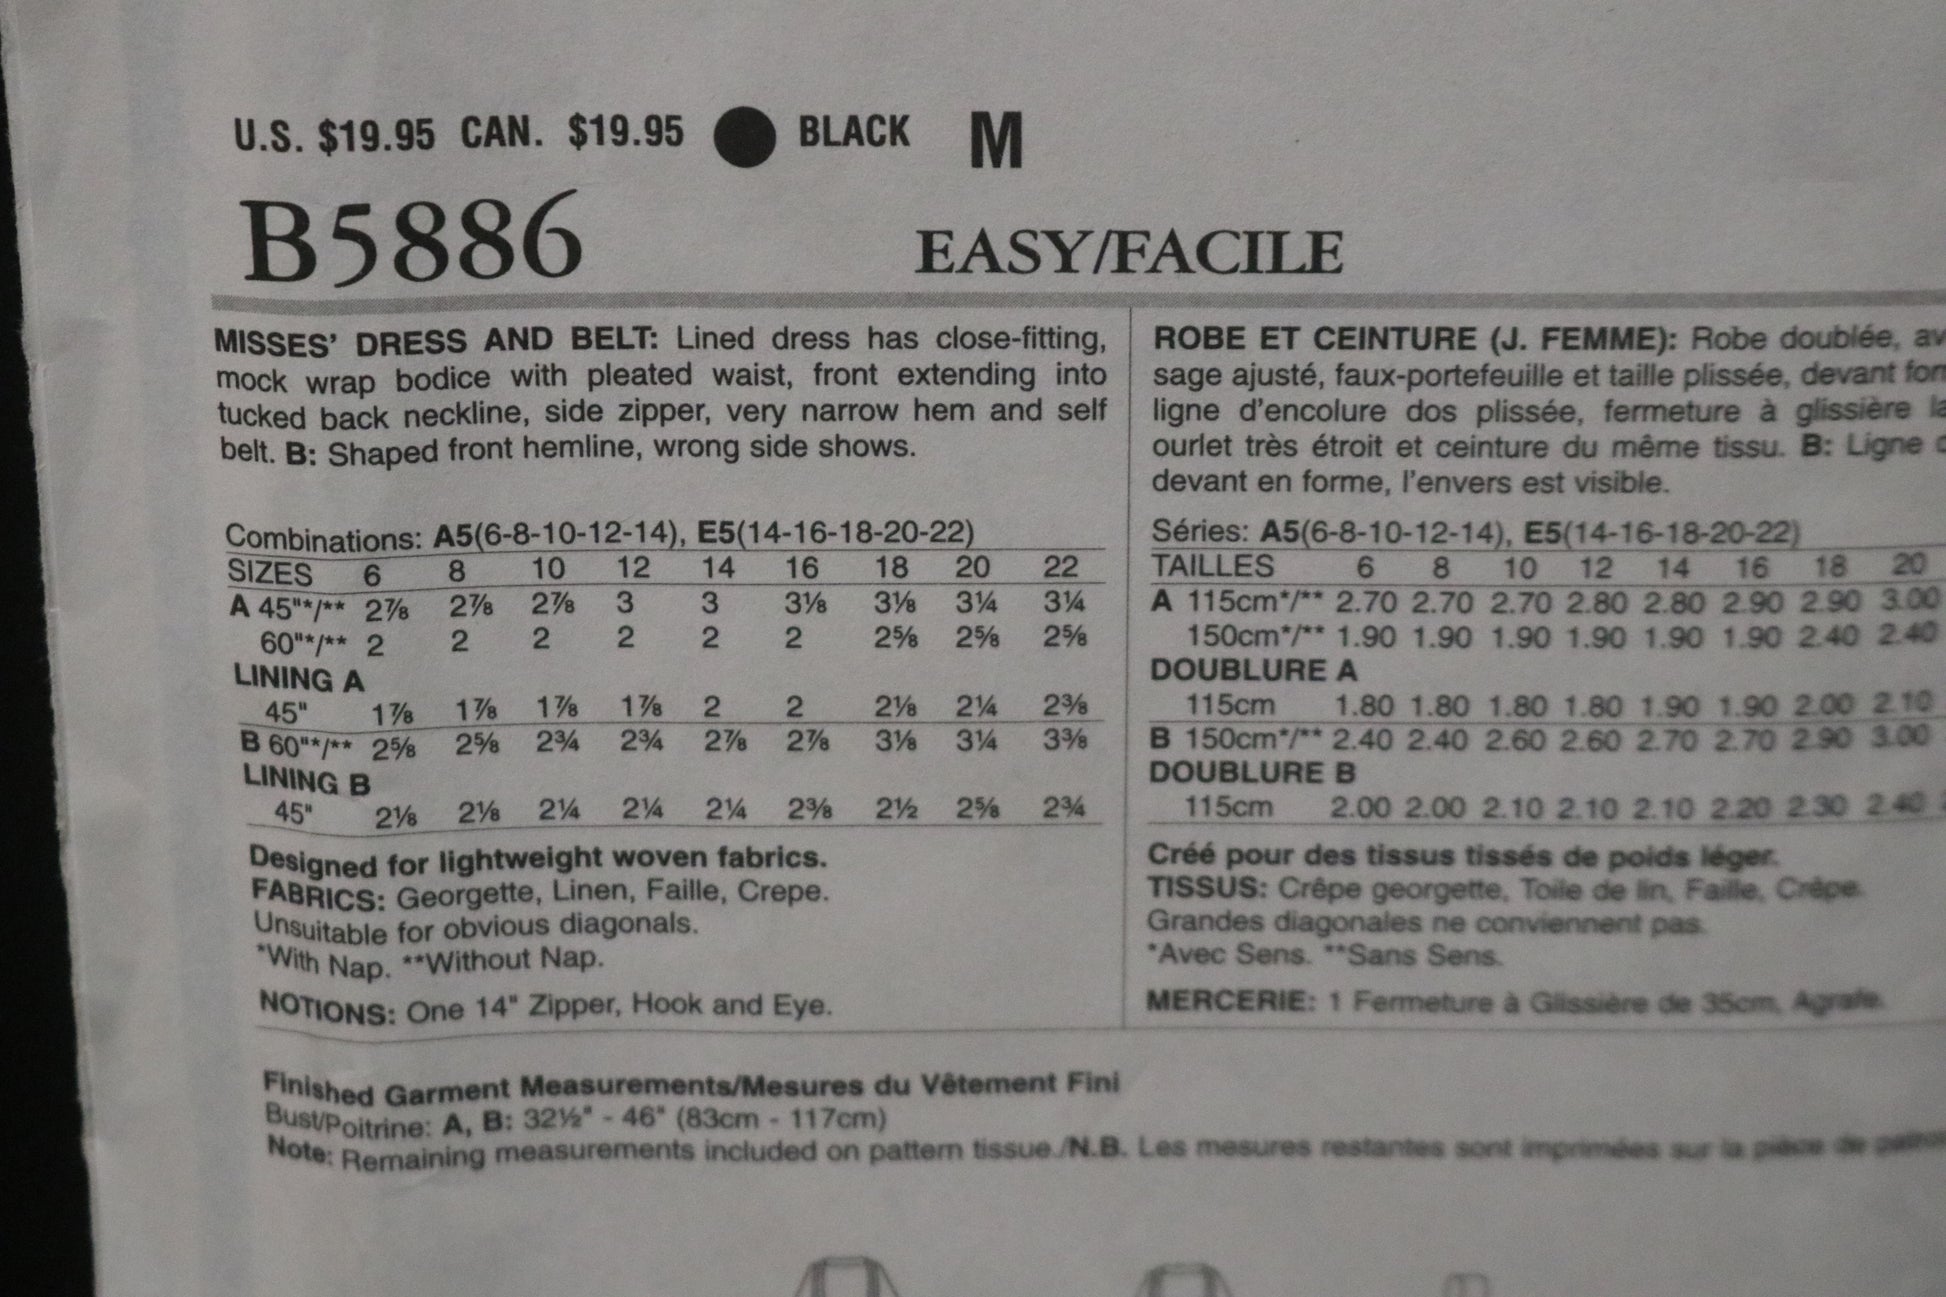 U.S. $19.95 CAN. $19.95 ● BLACK M
B5886 EASY/FACILE
MISSES' DRESS AND BELT: Lined dress has close-fitting,
mock wrap bodice with pleated waist, front extending into
tucked back neckline, side zipper, very narrow hem and self
belt. B: Shaped front hemline, wrong side shows.
Combinations: A5(6-8-10-12-14), E5(14-16-18-20-22)
SIZES 6 8 10 12 14 16 18 20 22
A 45"*/** 2⅞ 2⅞ 2⅞ 3 3 3⅛ 3⅛ 3¼ 3¼
60"*/** 2 2 2 2 2 2 2⅝ 2⅝ 2⅝
LINING A
45" 1⅞ 1⅞ 1⅞ 1⅞ 2 2 2⅛ 2¼ 2⅜
B 60"*/** 2⅝ 2⅝ 2¾ 2¾ 2⅞ 2⅞ 3⅛ 3¼ 3⅜
LINING B
45" 2⅛ 2⅛ 2¼ 2¼ 2¼ 2⅜ 2½ 2⅝ 2¾
Designed for lightweight woven fabrics.
FABRICS: Georgette, Linen, Faille, Crepe.
Unsuitable for obvious diagonals.
*With Nap. **Without Nap.
NOTIONS: One 14" Zipper, Hook and Eye.
ROBE ET CEINTURE (J. FEMME): Robe doublée, av
sage ajusté, faux-portefeuille et taille plissée, devant for
ligne d'encolure dos plissée, fermeture à glissière la
ourlet très étroit et ceinture du même tissu. B: Ligne
devant en forme, l'envers est visible.
Séries: A5(6-8-10-12-14), E5(14-16-18-20-22)
TAILLES 6 8 10 12 14 16 18 20
A 115cm*/** 2.70 2.70 2.70 2.80 2.80 2.90 2.90 3.00
150cm*/** 1.90 1.90 1.90 1.90 1.90 1.90 2.40 2.40
DOUBLURE A
115cm 1.80 1.80 1.80 1.80 1.90 1.90 2.00 2.10
B 150cm*/** 2.40 2.40 2.60 2.60 2.70 2.70 2.90 3.00
DOUBLURE B
115cm 2.00 2.00 2.10 2.10 2.10 2.20 2.30 2.40
Créé pour des tissus tissés de poids léger.
TISSUS: Crêpe georgette, Toile de lin, Faille, Crêpe.
Grandes diagonales ne conviennent pas.
*Avec Sens. **Sans Sens.
MERCERIE: 1 Fermeture à Glissière de 35cm, Agrafe.
Finished Garment Measurements/Mesures du Vêtement Fini
Bust/Poitrine: A, B: 32½" - 46" (83cm - 117cm)
Note: Remaining measurements included on pattern tissue./N.B. Les mesures restantes sont imprimées sur la pièce de